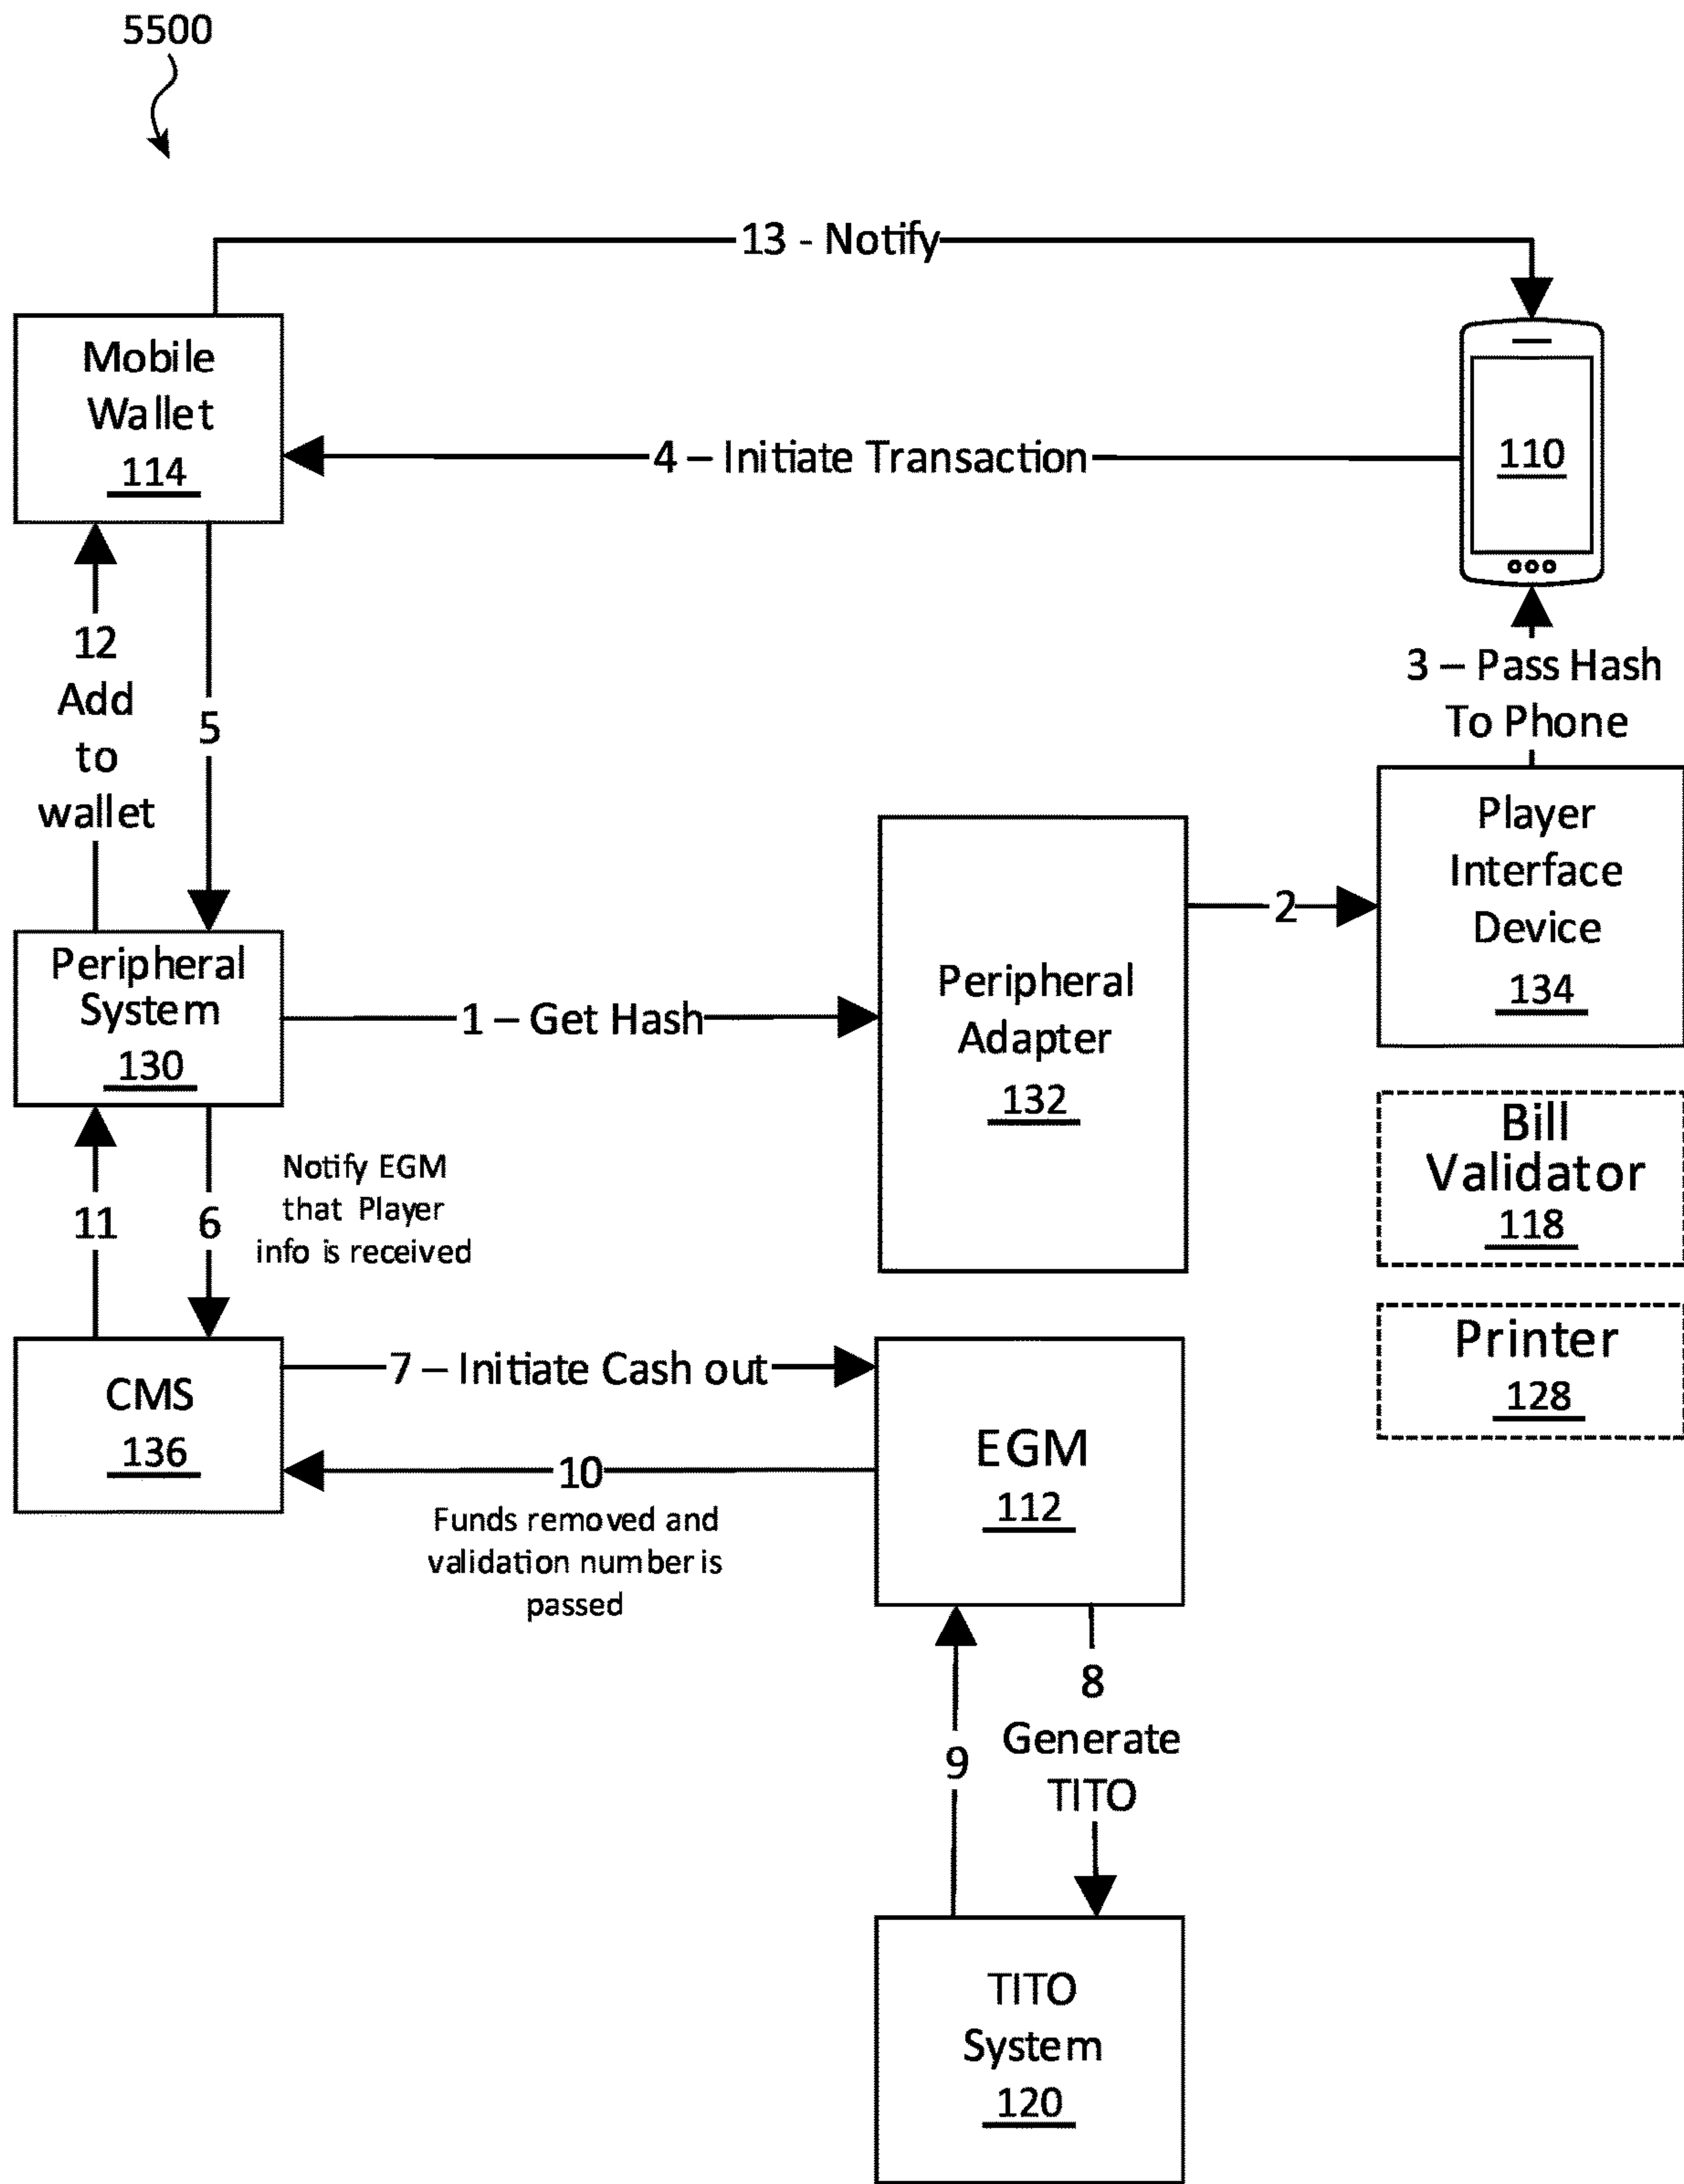 5500
13 - Notify
Mobile
Wallet
114
4 – Initiate Transaction
110
12
Add
to
wallet
5
3 – Pass Hash
To Phone
Player
Interface
Device
134
2
Peripheral
System
130
1 – Get Hash
Peripheral
Adapter
132
Bill
Validator
118
11
6
Notify EGM
that Player
info is received
Printer
128
CMS
136
7 – Initiate Cash out
10
Funds removed and
validation number is
passed
EGM
112
9
8
Generate
TITO
TITO
System
120